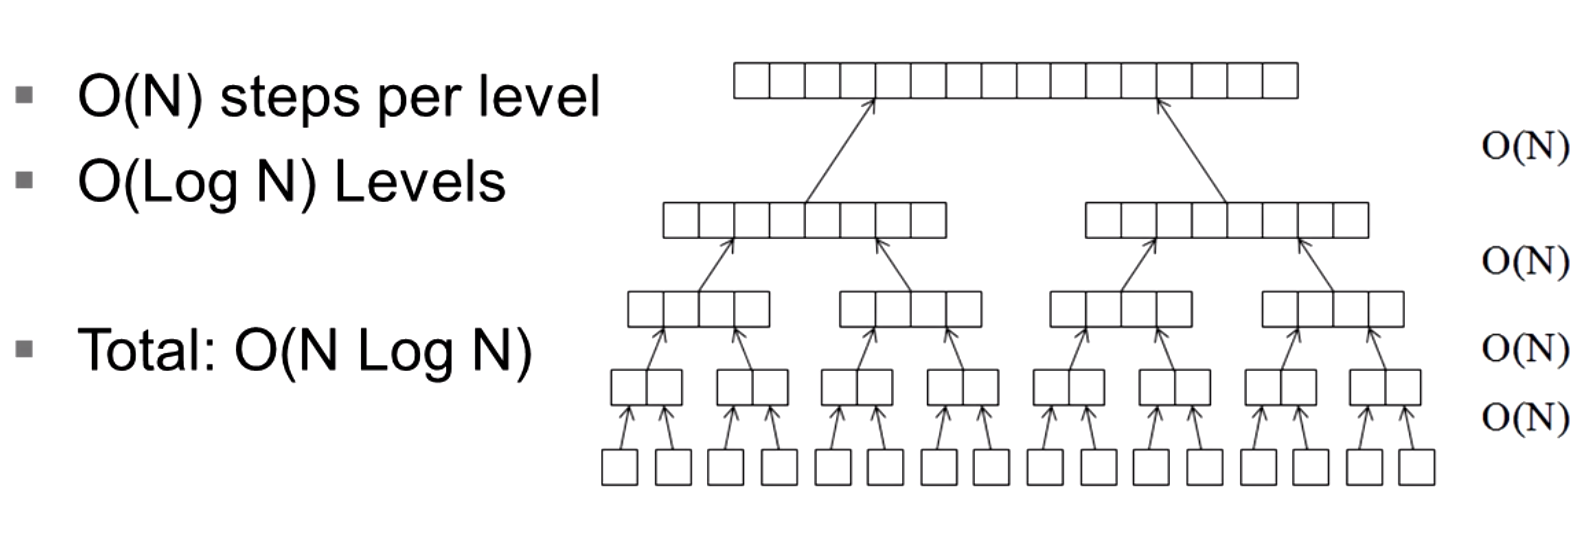 O(N) steps per level
O(Log N) Levels
Total: O(N Log N)
O(N)
O(N)
O(N)
O(N)